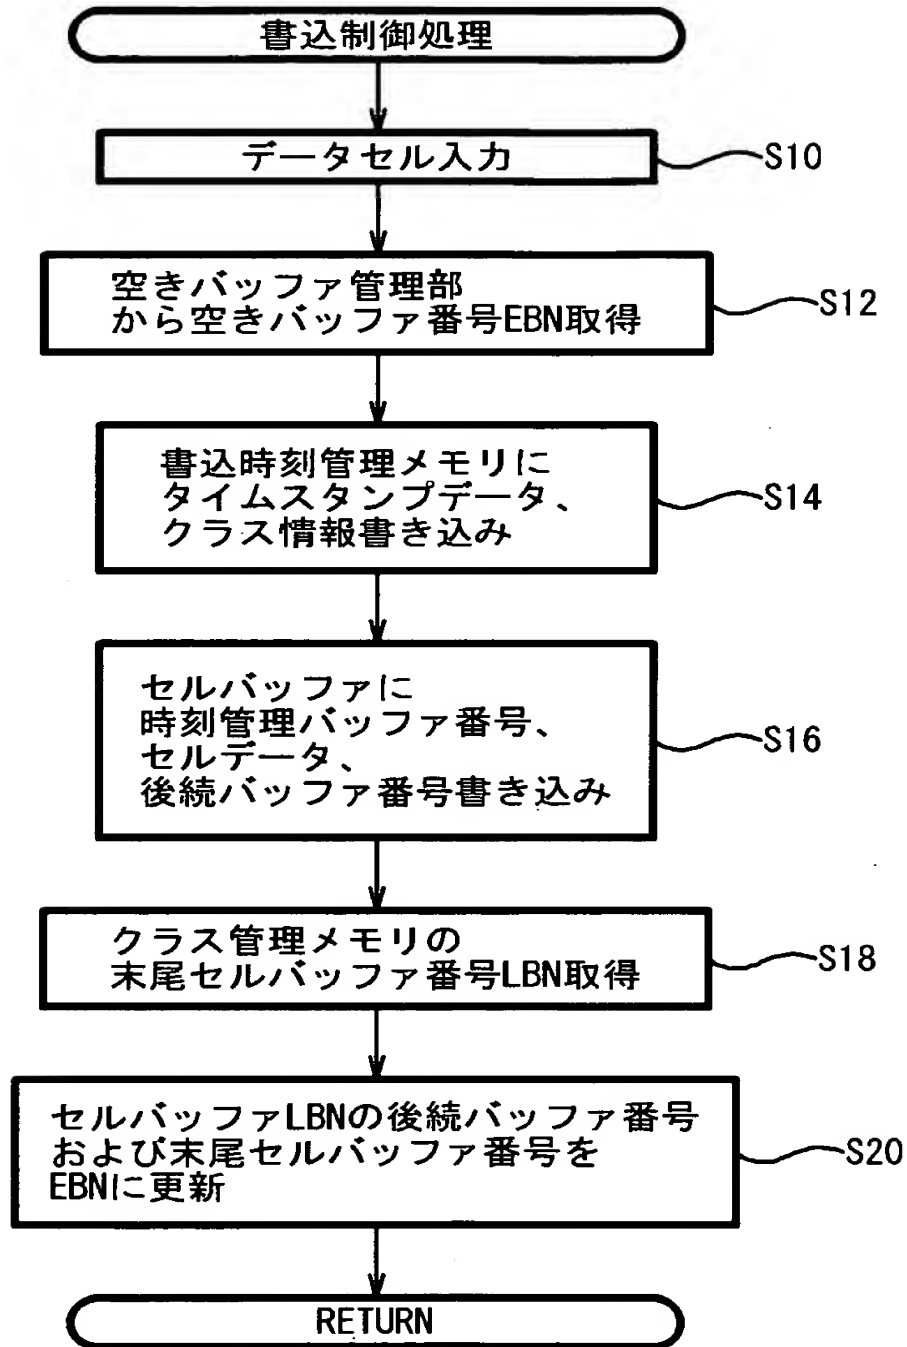 書込制御処理
データセル入力
S10
空きバッファ管理部
から空きバッファ番号EBN取得
S12
書込時刻管理メモリに
タイムスタンプデータ、
クラス情報書き込み
S14
セルバッファに
時刻管理バッファ番号、
セルデータ、
後続バッファ番号書き込み
S16
クラス管理メモリの
末尾セルバッファ番号LBN取得
S18
セルバッファLBNの後続バッファ番号
および末尾セルバッファ番号を
EBNに更新
S20
RETURN